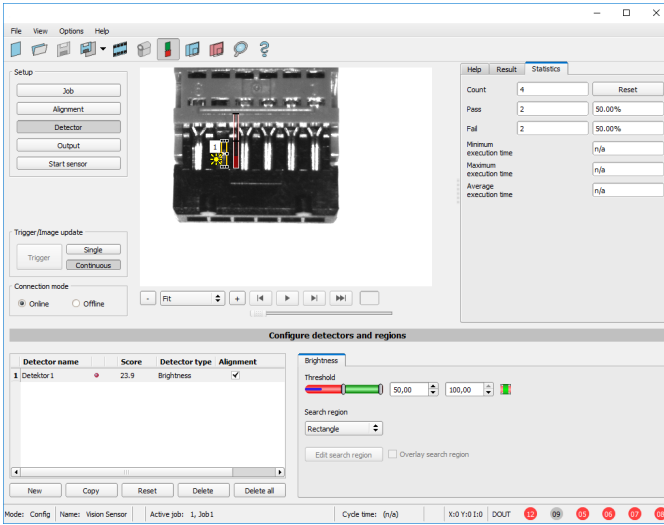 File View Options Help
Setup
Job
Alignment
Detector
Output
Start sensor
Trigger/Image update
Trigger
Single
Continuous
Connection mode
Online Offline
1
- Fit +
Help Result Statistics
Count 4 Reset
Pass 2 50.00%
Fail 2 50.00%
Minimum
execution time n/a
Maximum
execution time n/a
Average
execution time n/a
Configure detectors and regions
Detector name Score Detector type Alignment
1 Detektor1 23.9 Brightness
New Copy Reset Delete Delete all
Brightness
Threshold
50,00 100,00
Search region
Rectangle
Edit search region Overlay search region
Mode: Config Name: Vision Sensor Active job: 1, Job1 Cycle time: (n/a) X:0 Y:0 I:0 DOUT 12 09 05 06 07 08